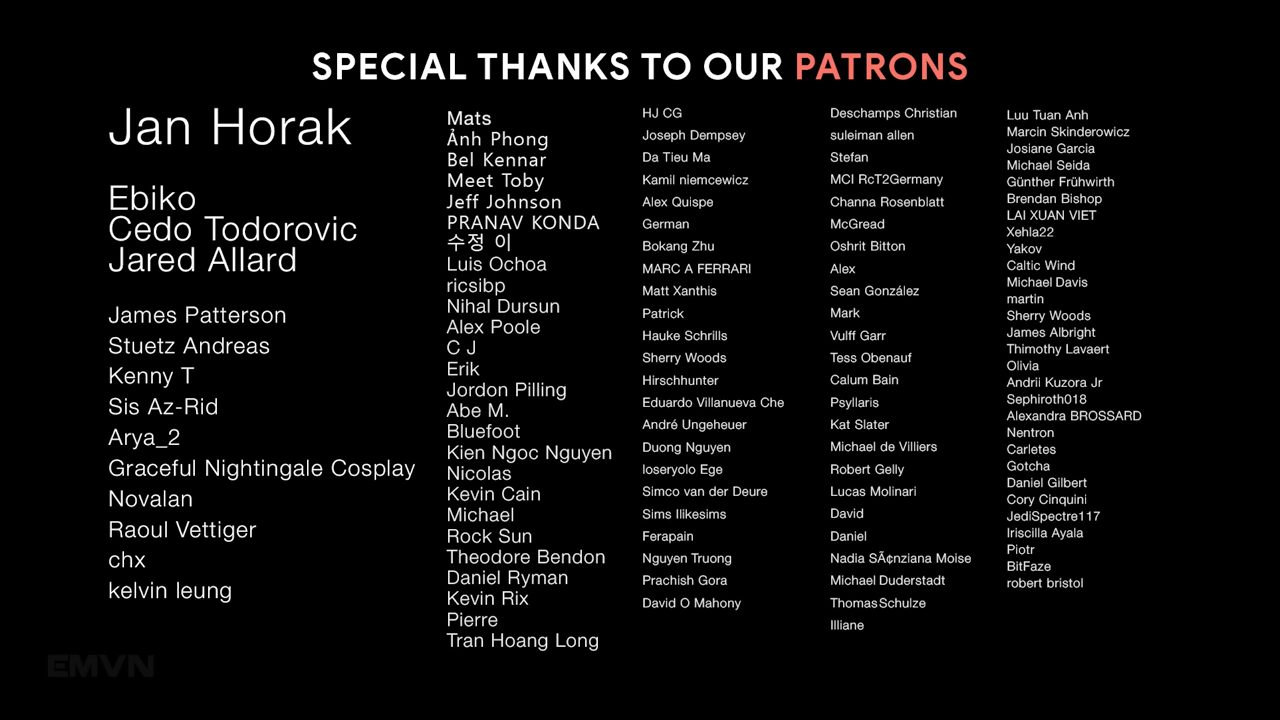 SPECIAL THANKS TO OUR PATRONS
Jan Horak
Ebiko
Cedo Todorovic
Jared Allard
James Patterson
Stuetz Andreas
Kenny T
Sis Az-Rid
Arya_2
Graceful Nightingale Cosplay
Novalan
Raoul Vettiger
chx
kelvin leung
Mats
Ảnh Phong
Bel Kennar
Meet Toby
Jeff Johnson
PRANAV KONDA
수정 이
Luis Ochoa
ricsibp
Nihal Dursun
Alex Poole
C J
Erik
Jordon Pilling
Abe M.
Bluefoot
Kien Ngoc Nguyen
Nicolas
Kevin Cain
Michael
Rock Sun
Theodore Bendon
Daniel Ryman
Kevin Rix
Pierre
Tran Hoang Long
HJ CG
Joseph Dempsey
Da Tieu Ma
Kamil niemcewicz
Alex Quispe
German
Bokang Zhu
MARC A FERRARI
Matt Xanthis
Patrick
Hauke Schrills
Sherry Woods
Hirschhunter
Eduardo Villanueva Che
André Ungeheuer
Duong Nguyen
loseryolo Ege
Simco van der Deure
Sims Ilikesims
Ferapain
Nguyen Truong
Prachish Gora
David O Mahony
Deschamps Christian
suleiman allen
Stefan
MCI RcT2Germany
Channa Rosenblatt
McGread
Oshrit Bitton
Alex
Sean González
Mark
Vulff Garr
Tess Obenauf
Calum Bain
Psyllaris
Kat Slater
Michael de Villiers
Robert Gelly
Lucas Molinari
David
Daniel
Nadia SÃ¢nziana Moise
Michael Duderstadt
Thomas Schulze
Illiane
Luu Tuan Anh
Marcin Skinderowicz
Josiane Garcia
Michael Seida
Günther Frühwirth
Brendan Bishop
LAI XUAN VIET
Xehla22
Yakov
Caltic Wind
Michael Davis
martin
Sherry Woods
James Albright
Thimothy Lavaert
Olivia
Andrii Kuzora Jr
Sephiroth018
Alexandra BROSSARD
Nentron
Carletes
Gotcha
Daniel Gilbert
Cory Cinquini
JediSpectre117
Iriscilla Ayala
Piotr
BitFaze
robert bristol
EMVN